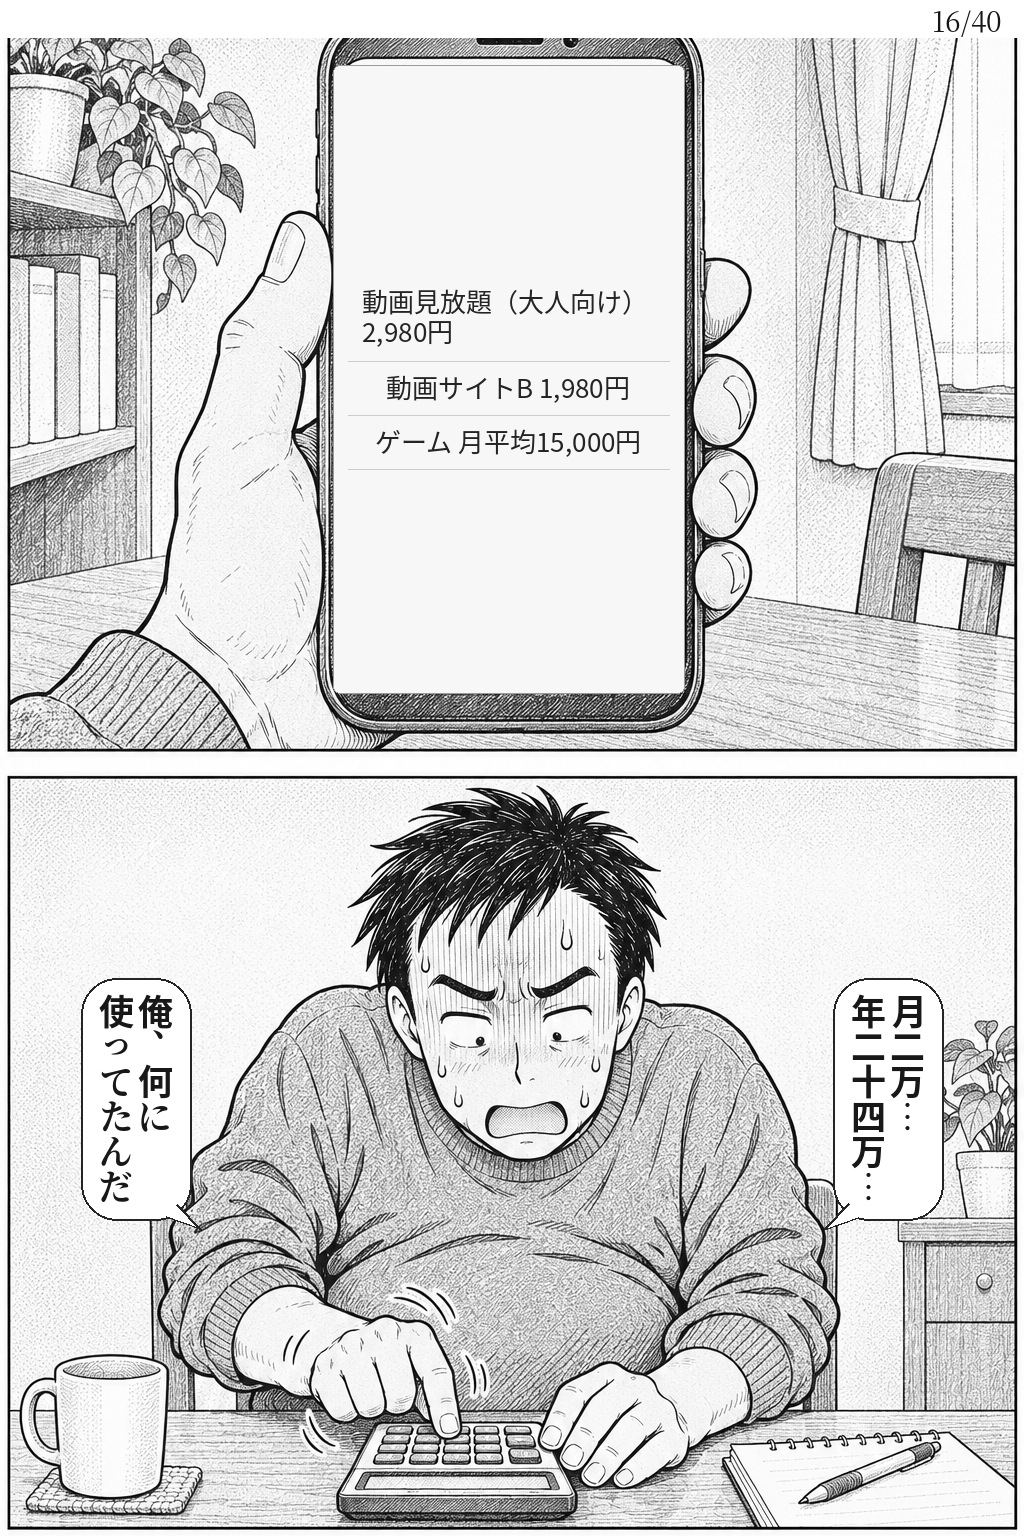 16/40
動画見放題（大人向け）
2,980円
動画サイトB 1,980円
ゲーム 月平均15,000円
月二万…
年二十四万…
俺、何に
使ってたんだ